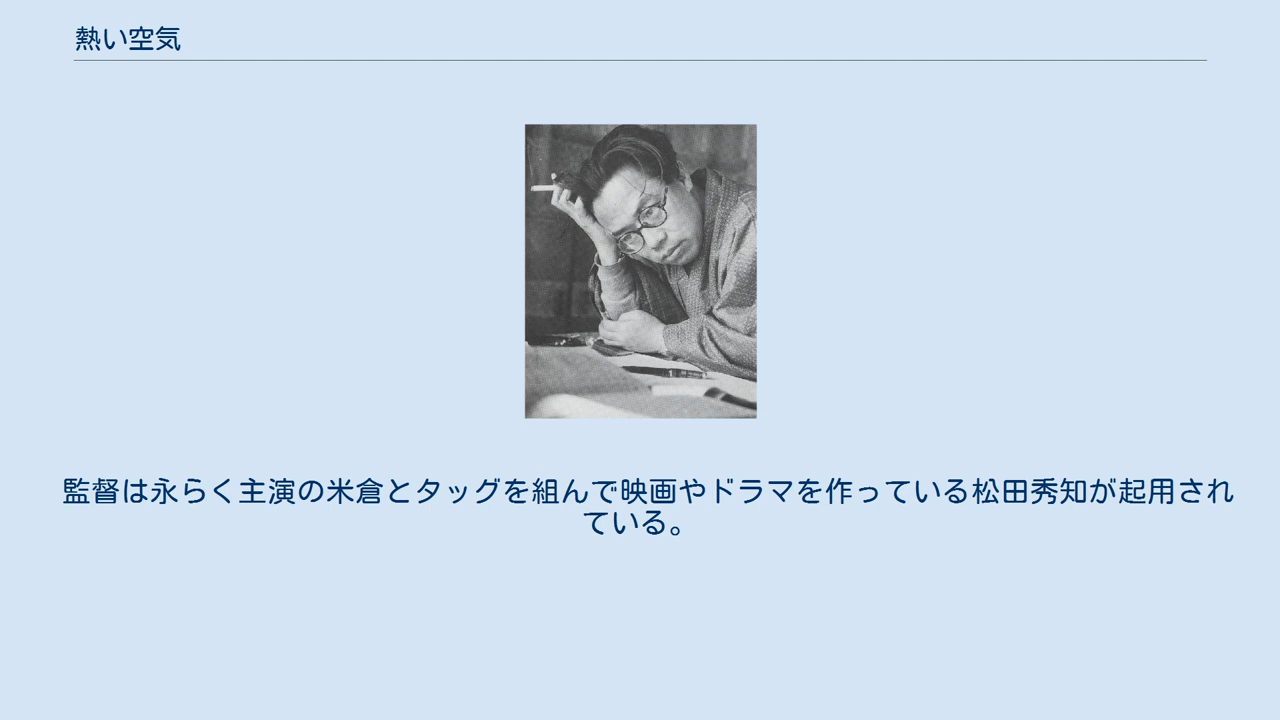 熱い空気
監督は永らく主演の米倉とタッグを組んで映画やドラマを作っている松田秀知が起用され
ている。